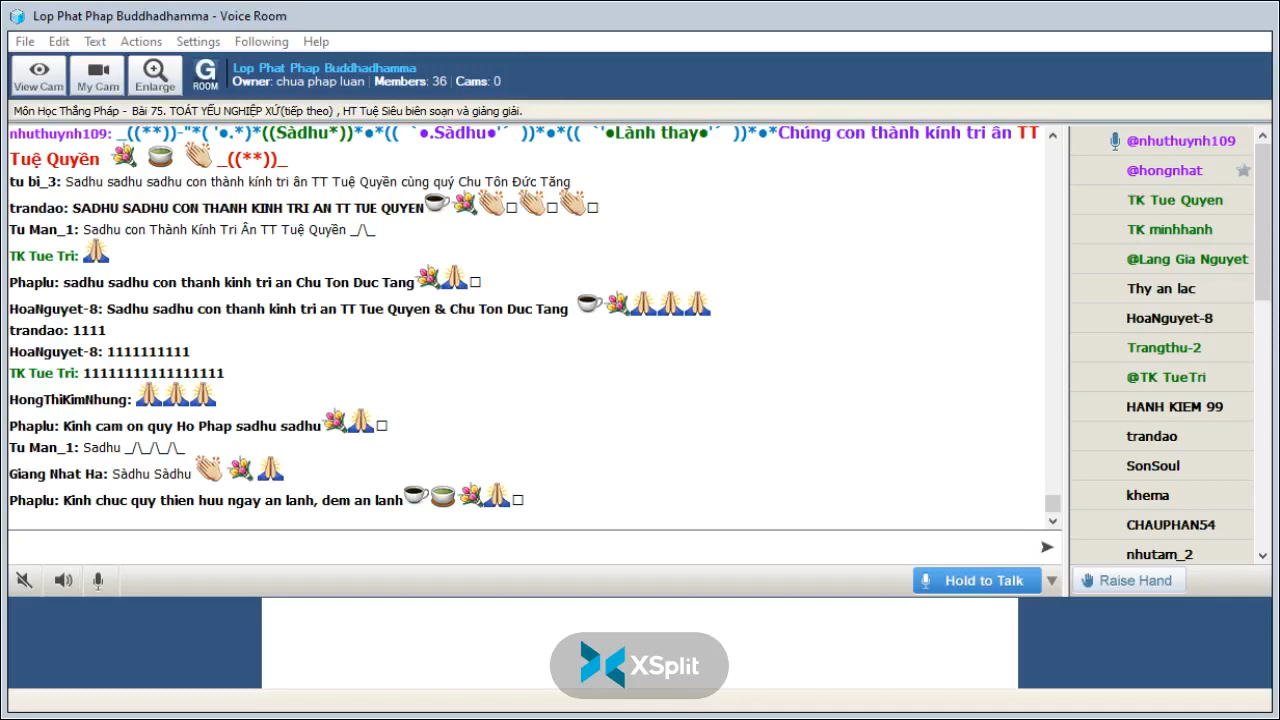 Lop Phat Phap Buddhadhamma - Voice Room
File Edit Text Actions Settings Following Help
View Cam My Cam Enlarge G ROOM Lop Phat Phap Buddhadhamma
Owner: chua phap luan | Members: 36 | Cams: 0
Môn Học Thắng Pháp - Bài 75. TOÁT YẾU NGHIỆP XỨ(tiếp theo) , HT Tuệ Siêu biên soạn và giảng giải.
nhuthuynh109: _((**))-"*( '●.*)*((Sàdhu*))*●*(( `●.Sàdhu●'´ ))*●*(( `'●Lành thay●'´ ))*●*Chúng con thành kính tri ân TT
Tuệ Quyền _((**))_
tu bi_3: Sadhu sadhu sadhu con thành kính tri ân TT Tuệ Quyền cùng quý Chu Tôn Đức Tăng
trandao: SADHU SADHU CON THANH KINH TRI AN TT TUE QUYEN
Tu Man_1: Sadhu con Thành Kính Tri Ân TT Tuệ Quyền _/\_
TK Tue Tri:
Phaplu: sadhu sadhu con thanh kinh tri an Chu Ton Duc Tang
HoaNguyet-8: Sadhu sadhu con thanh kinh tri an TT Tue Quyen & Chu Ton Duc Tang
trandao: 1111
HoaNguyet-8: 1111111111
TK Tue Tri: 11111111111111111
HongThiKimNhung:
Phaplu: Kinh cam on quy Ho Phap sadhu sadhu
Tu Man_1: Sadhu _/\_/\_/\_
Giang Nhat Ha: Sàdhu Sàdhu
Phaplu: Kinh chuc quy thien huu ngay an lanh, dem an lanh
@nhuthuynh109
@hongnhat
TK Tue Quyen
TK minhhanh
@Lang Gia Nguyet
Thy an lac
HoaNguyet-8
Trangthu-2
@TK TueTri
HANH KIEM 99
trandao
SonSoul
khema
CHAUPHAN54
nhutam_2
Hold to Talk
Raise Hand
XSplit